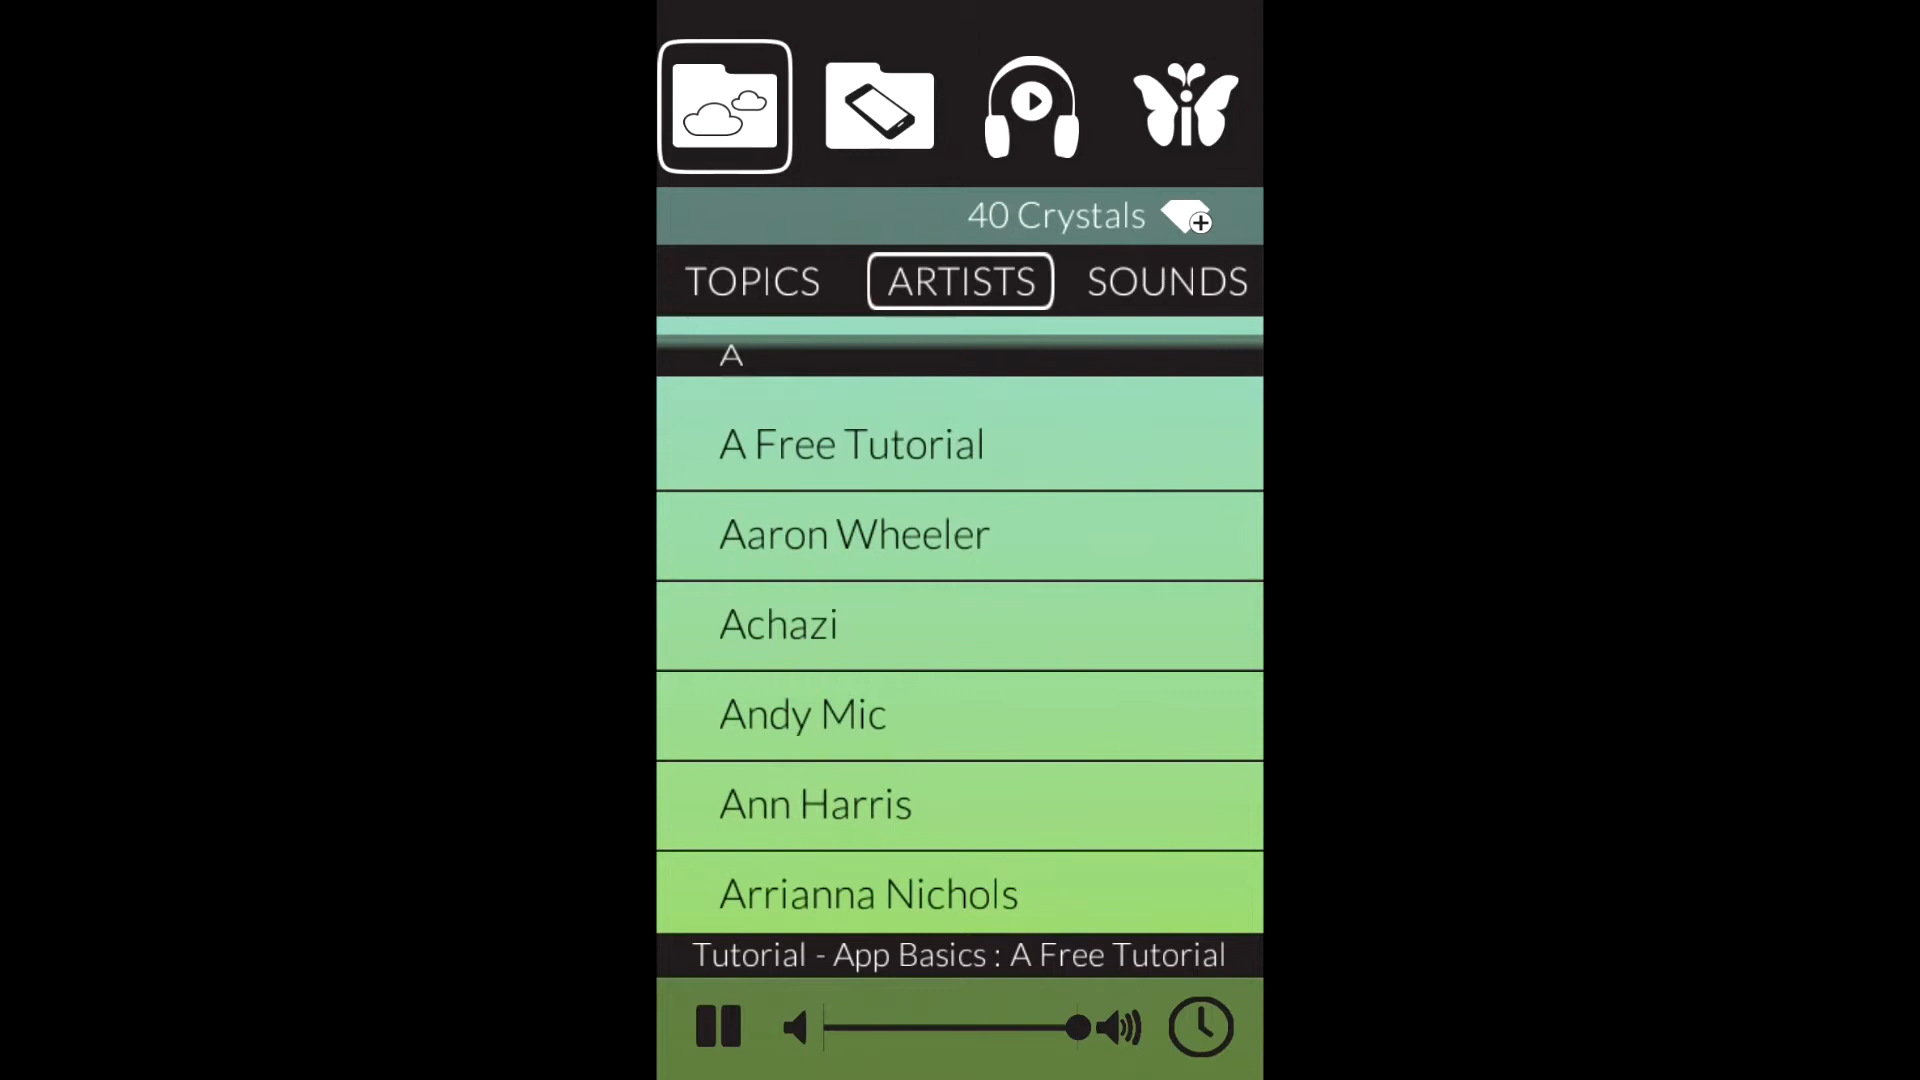 40 Crystals
TOPICS ARTISTS SOUNDS
A
A Free Tutorial
Aaron Wheeler
Achazi
Andy Mic
Ann Harris
Arrianna Nichols
Tutorial - App Basics : A Free Tutorial